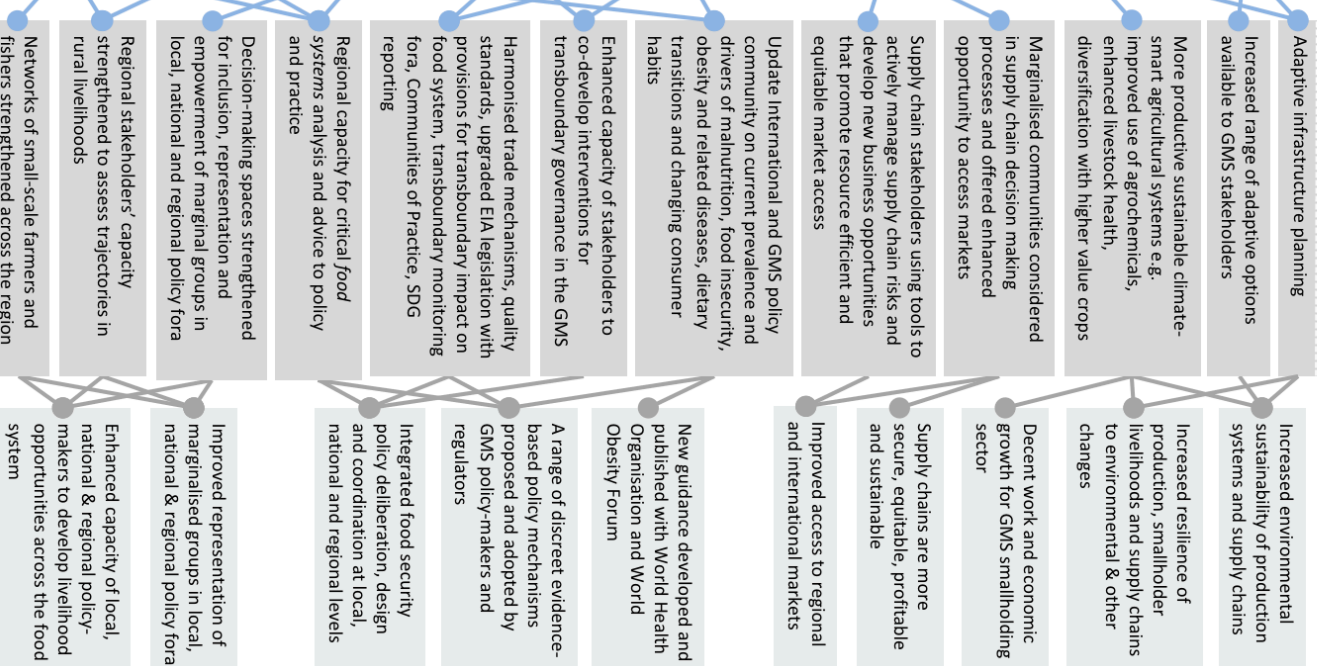 Adaptive infrastructure planning
Increased range of adaptive options
available to GMS stakeholders
More productive sustainable climate-
smart agricultural systems e.g.
improved use of agrochemicals,
enhanced livestock health,
diversification with higher value crops
Marginalised communities considered
in supply chain decision making
processes and offered enhanced
opportunity to access markets
Supply chain stakeholders using tools to
actively manage supply chain risks and
develop new business opportunities
that promote resource efficient and
equitable market access
Update International and GMS policy
community on current prevalence and
drivers of malnutrition, food insecurity,
obesity and related diseases, dietary
transitions and changing consumer
habits
Enhanced capacity of stakeholders to
co-develop interventions for
transboundary governance in the GMS
Harmonised trade mechanisms, quality
standards, upgraded EIA legislation with
provisions for transboundary impact on
food system, transboundary monitoring
fora, Communities of Practice, SDG
reporting
Regional capacity for critical food
systems analysis and advice to policy
and practice
Decision-making spaces strengthened
for inclusion, representation and
empowerment of marginal groups in
local, national and regional policy fora
Regional stakeholders' capacity
strengthened to assess trajectories in
rural livelihoods
Networks of small-scale farmers and
fishers strengthened across the region
Increased environmental
sustainability of production
systems and supply chains
Increased resilience of
production, smallholder
livelihoods and supply chains
to environmental & other
changes
Decent work and economic
growth for GMS smallholding
sector
Supply chains are more
secure, equitable, profitable
and sustainable
Improved access to regional
and international markets
New guidance developed and
published with World Health
Organisation and World
Obesity Forum
A range of discreet evidence-
based policy mechanisms
proposed and adopted by
GMS policy-makers and
regulators
Integrated food security
policy deliberation, design
and coordination at local,
national and regional levels
Improved representation of
marginalised groups in local,
national & regional policy fora
Enhanced capacity of local,
national & regional policy-
makers to develop livelihood
opportunities across the food
system